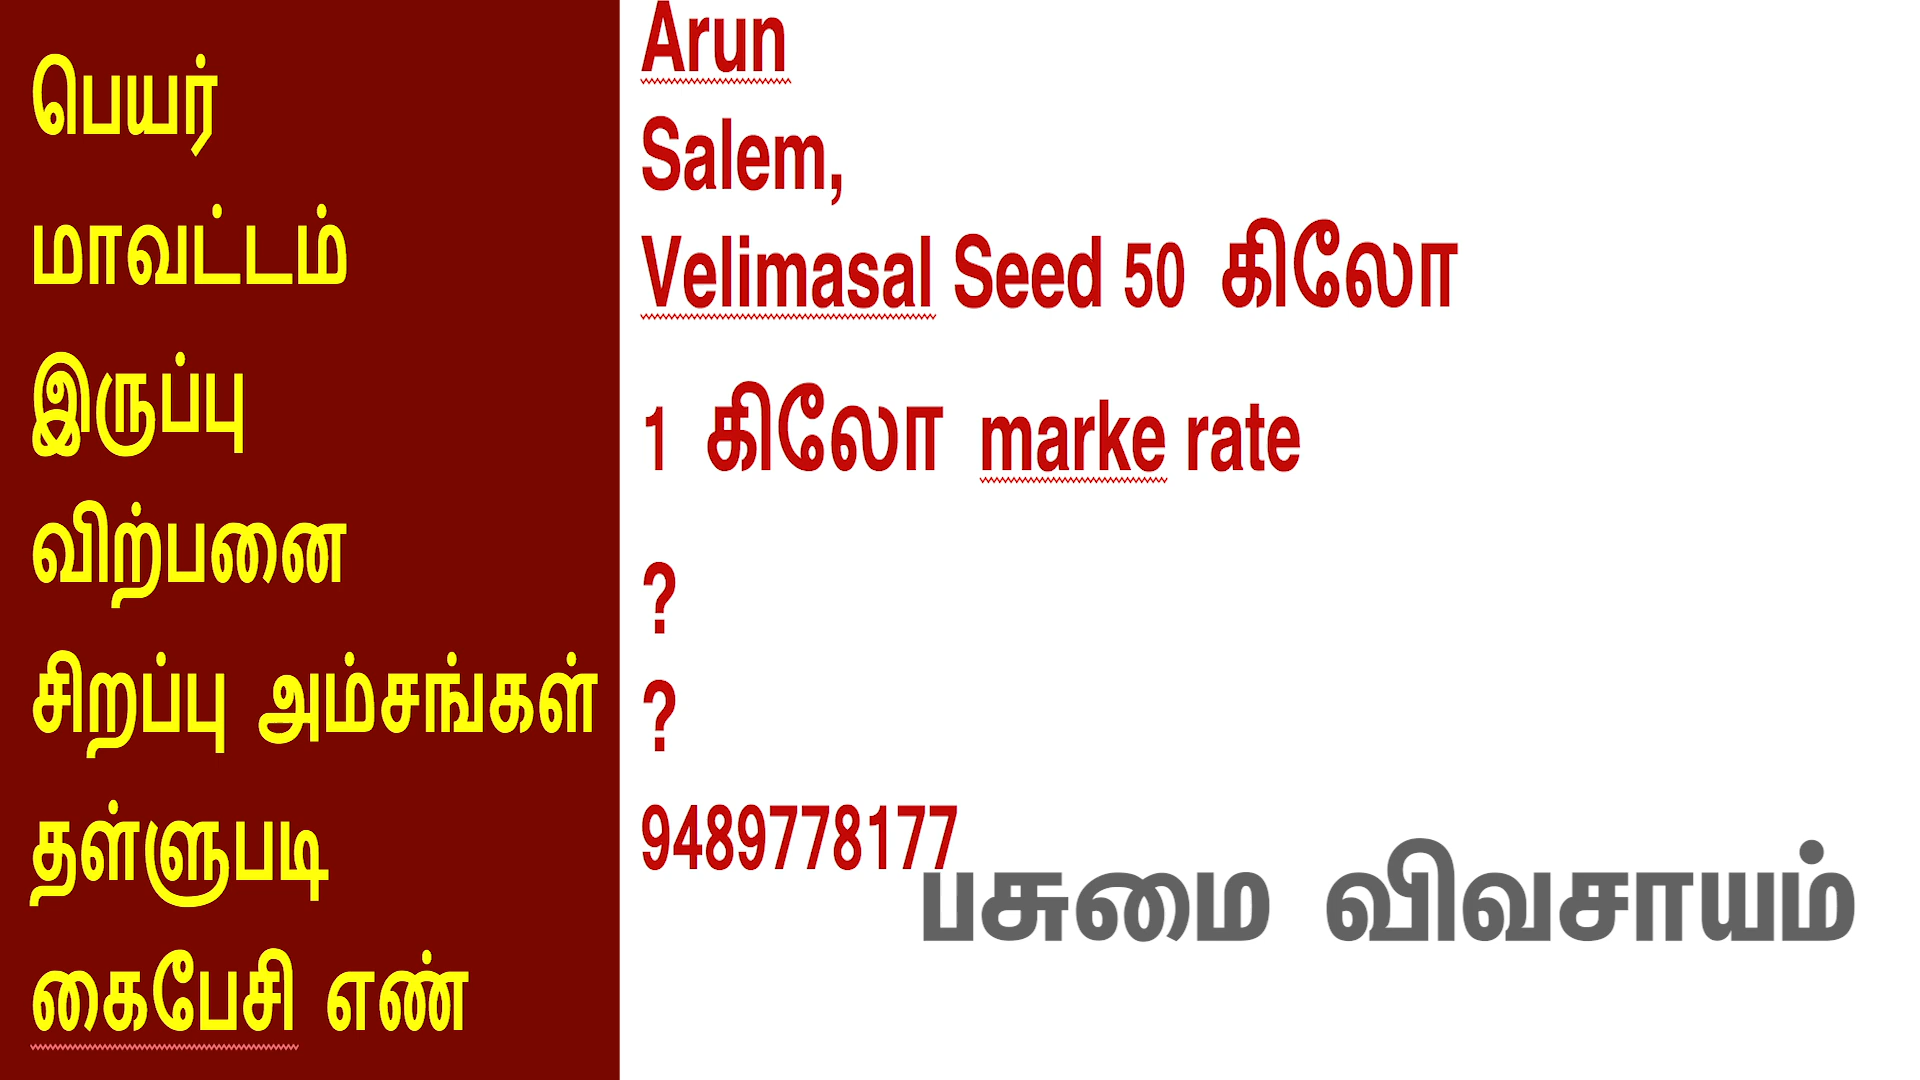 பெயர்
மாவட்டம்
இருப்பு
விற்பனை
சிறப்பு அம்சங்கள்
தள்ளுபடி
கைபேசி எண்
Arun
Salem,
Velimasal Seed 50 கிலோ
1 கிலோ marke rate
?
?
9489778177
பசுமை விவசாயம்